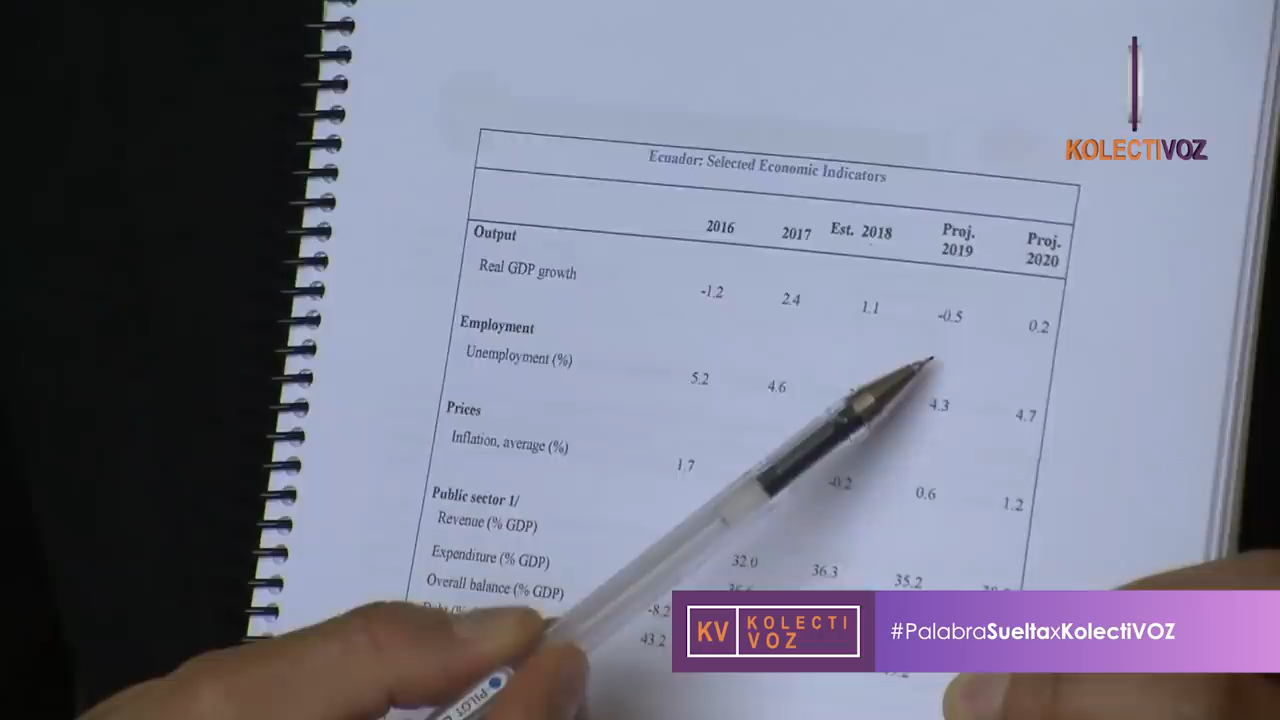 KOLECTIVOZ
Ecuador: Selected Economic Indicators
2016 2017 Est. 2018 Proj. 2019 Proj. 2020
Output
Real GDP growth -1.2 2.4 1.1 -0.5 0.2
Employment
Unemployment (%) 5.2 4.6 4.3 4.7
Prices
Inflation, average (%) 1.7 -0.2 0.6 1.2
Public sector 1/
Revenue (% GDP) 32.0 36.3 35.2
Expenditure (% GDP)
Overall balance (% GDP) -8.2
43.2
KV KOLECTI VOZ
#PalabraSueltaxKolectiVOZ
PILOT